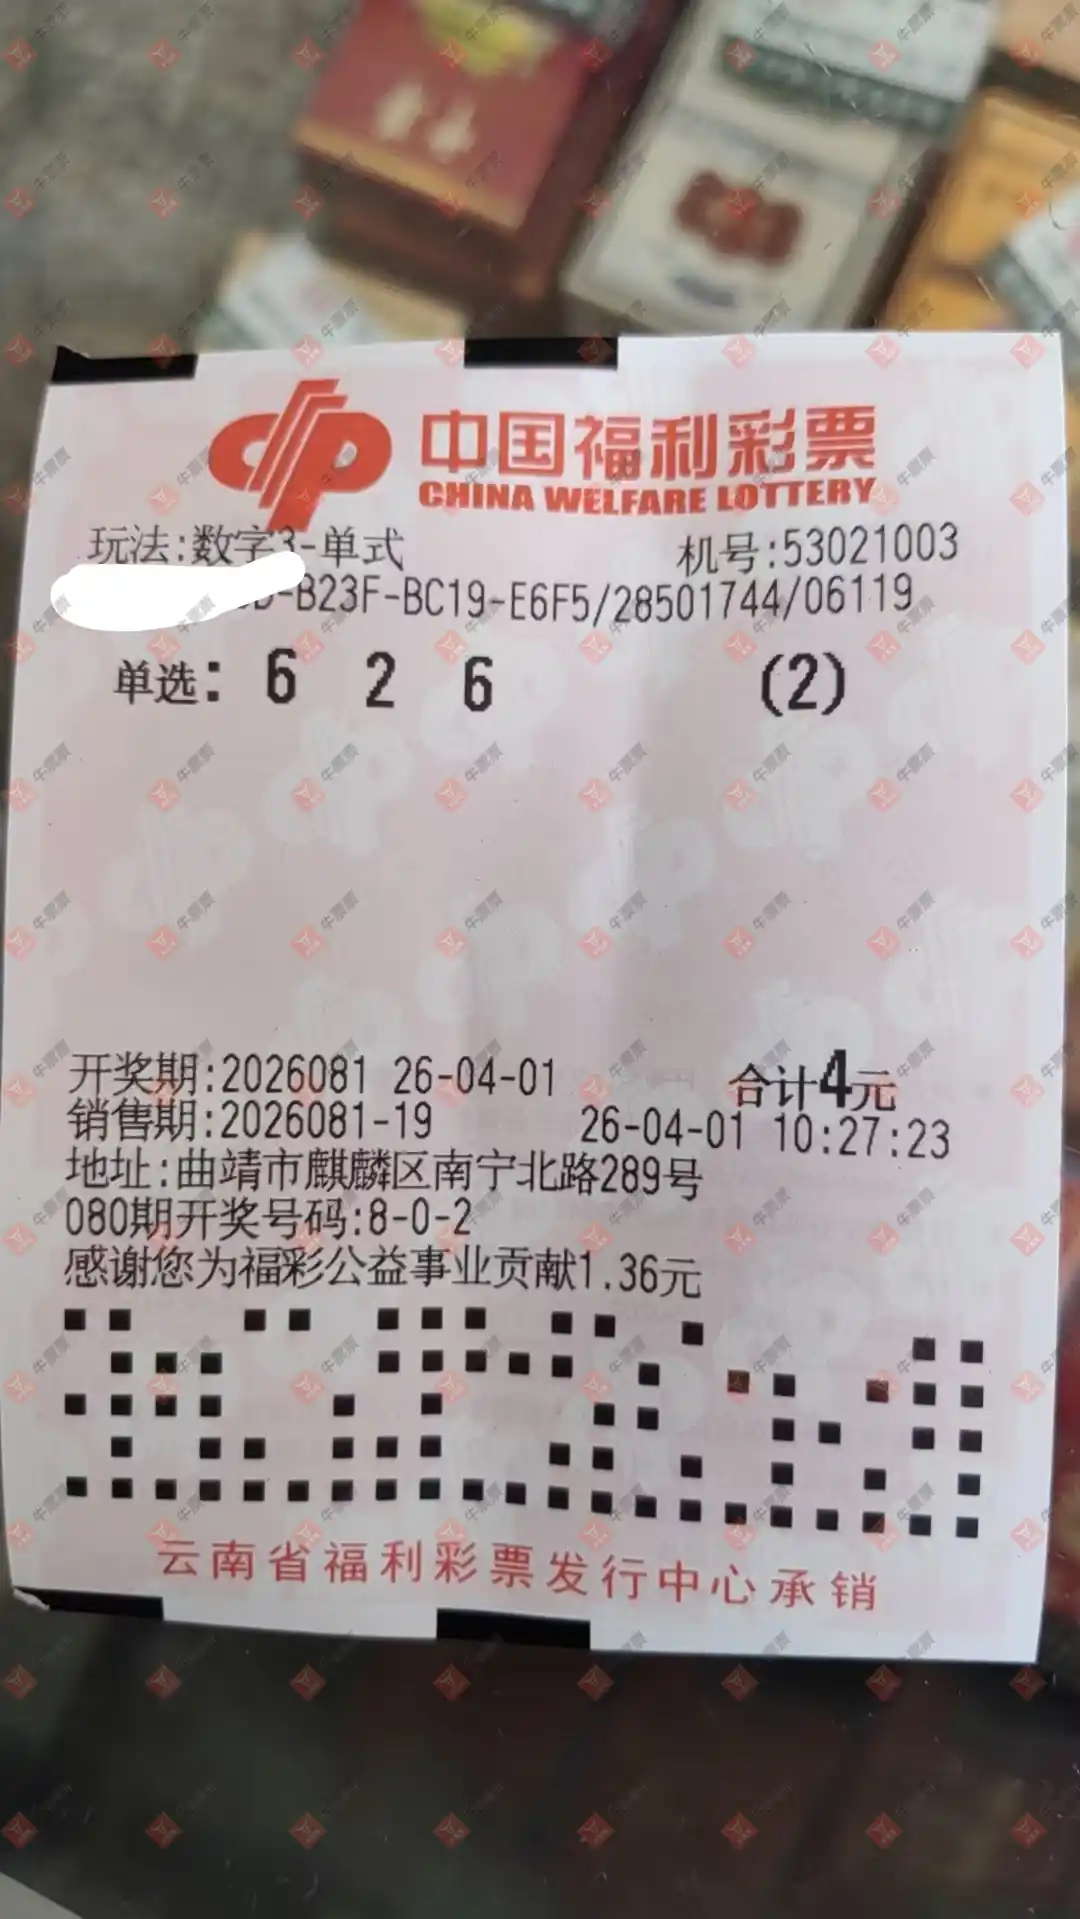 中国福利彩票
CHINA WELFARE LOTTERY
玩法:数字3-单式
机号:53021003
-B23F-BC19-E6F5/28501744/06119
单选: 6 2 6 (2)
开奖期:2026081 26-04-01 合计4元
销售期:2026081-19 26-04-01 10:27:23
地址:曲靖市麒麟区南宁北路289号
080期开奖号码:8-0-2
感谢您为福彩公益事业贡献1.36元
云南省福利彩票发行中心承销
牛票票